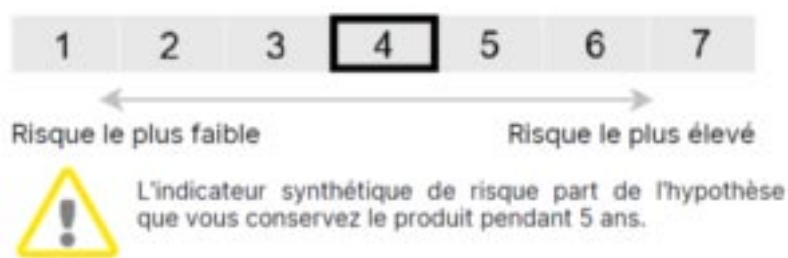 1 2 3 4 5 6 7
Risque le plus faible Risque le plus élevé
L'indicateur synthétique de risque part de l'hypothèse
que vous conservez le produit pendant 5 ans.